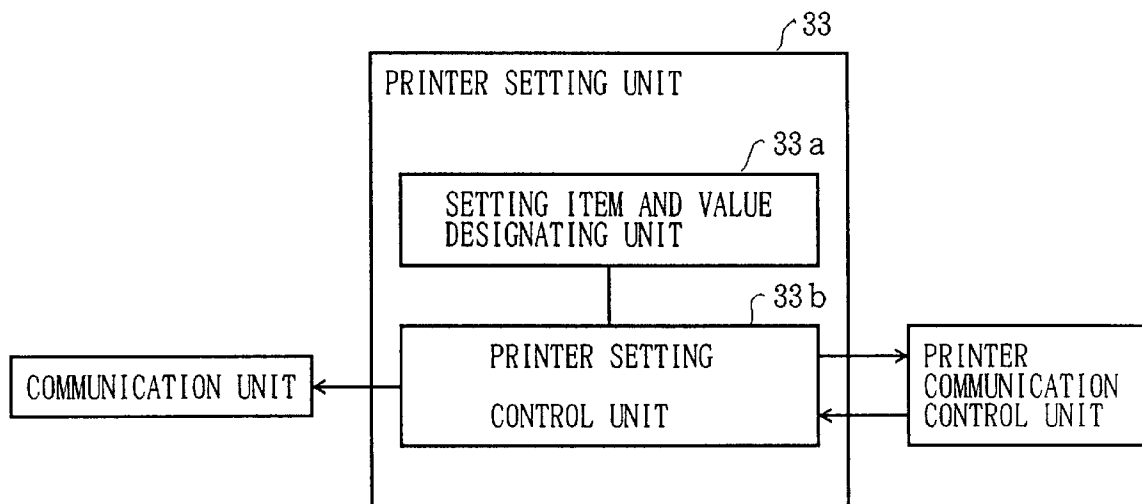 33
PRINTER SETTING UNIT
33a
SETTING ITEM AND VALUE
DESIGNATING UNIT
33b
PRINTER SETTING
CONTROL UNIT
COMMUNICATION UNIT
PRINTER
COMMUNICATION
CONTROL UNIT